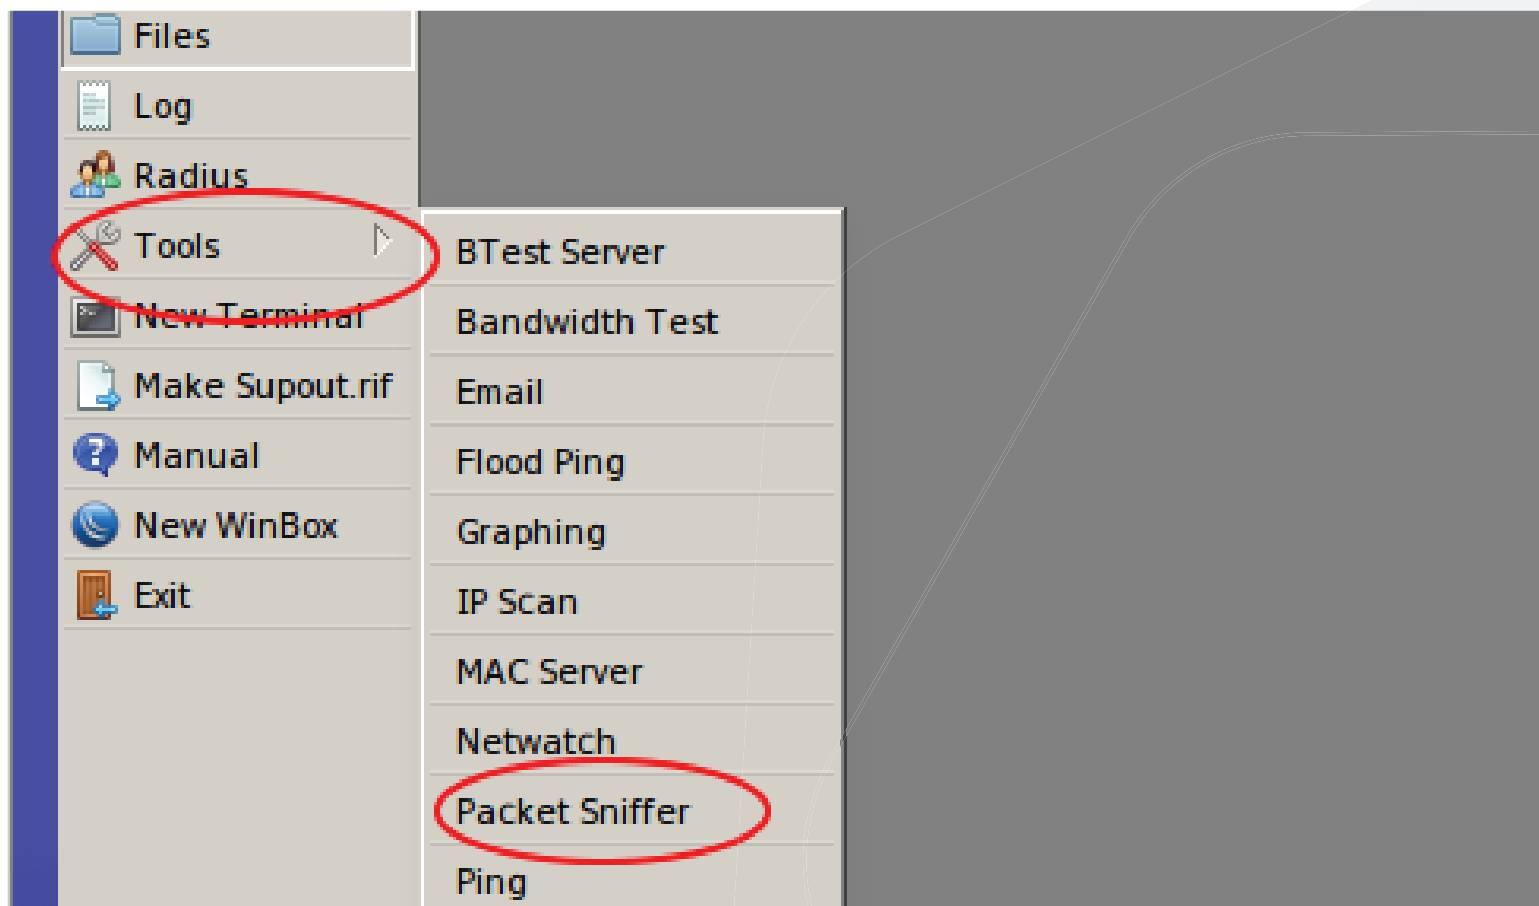 Files
Log
Radius
Tools
New Terminal
Make Supout.rif
Manual
New WinBox
Exit
BTest Server
Bandwidth Test
Email
Flood Ping
Graphing
IP Scan
MAC Server
Netwatch
Packet Sniffer
Ping